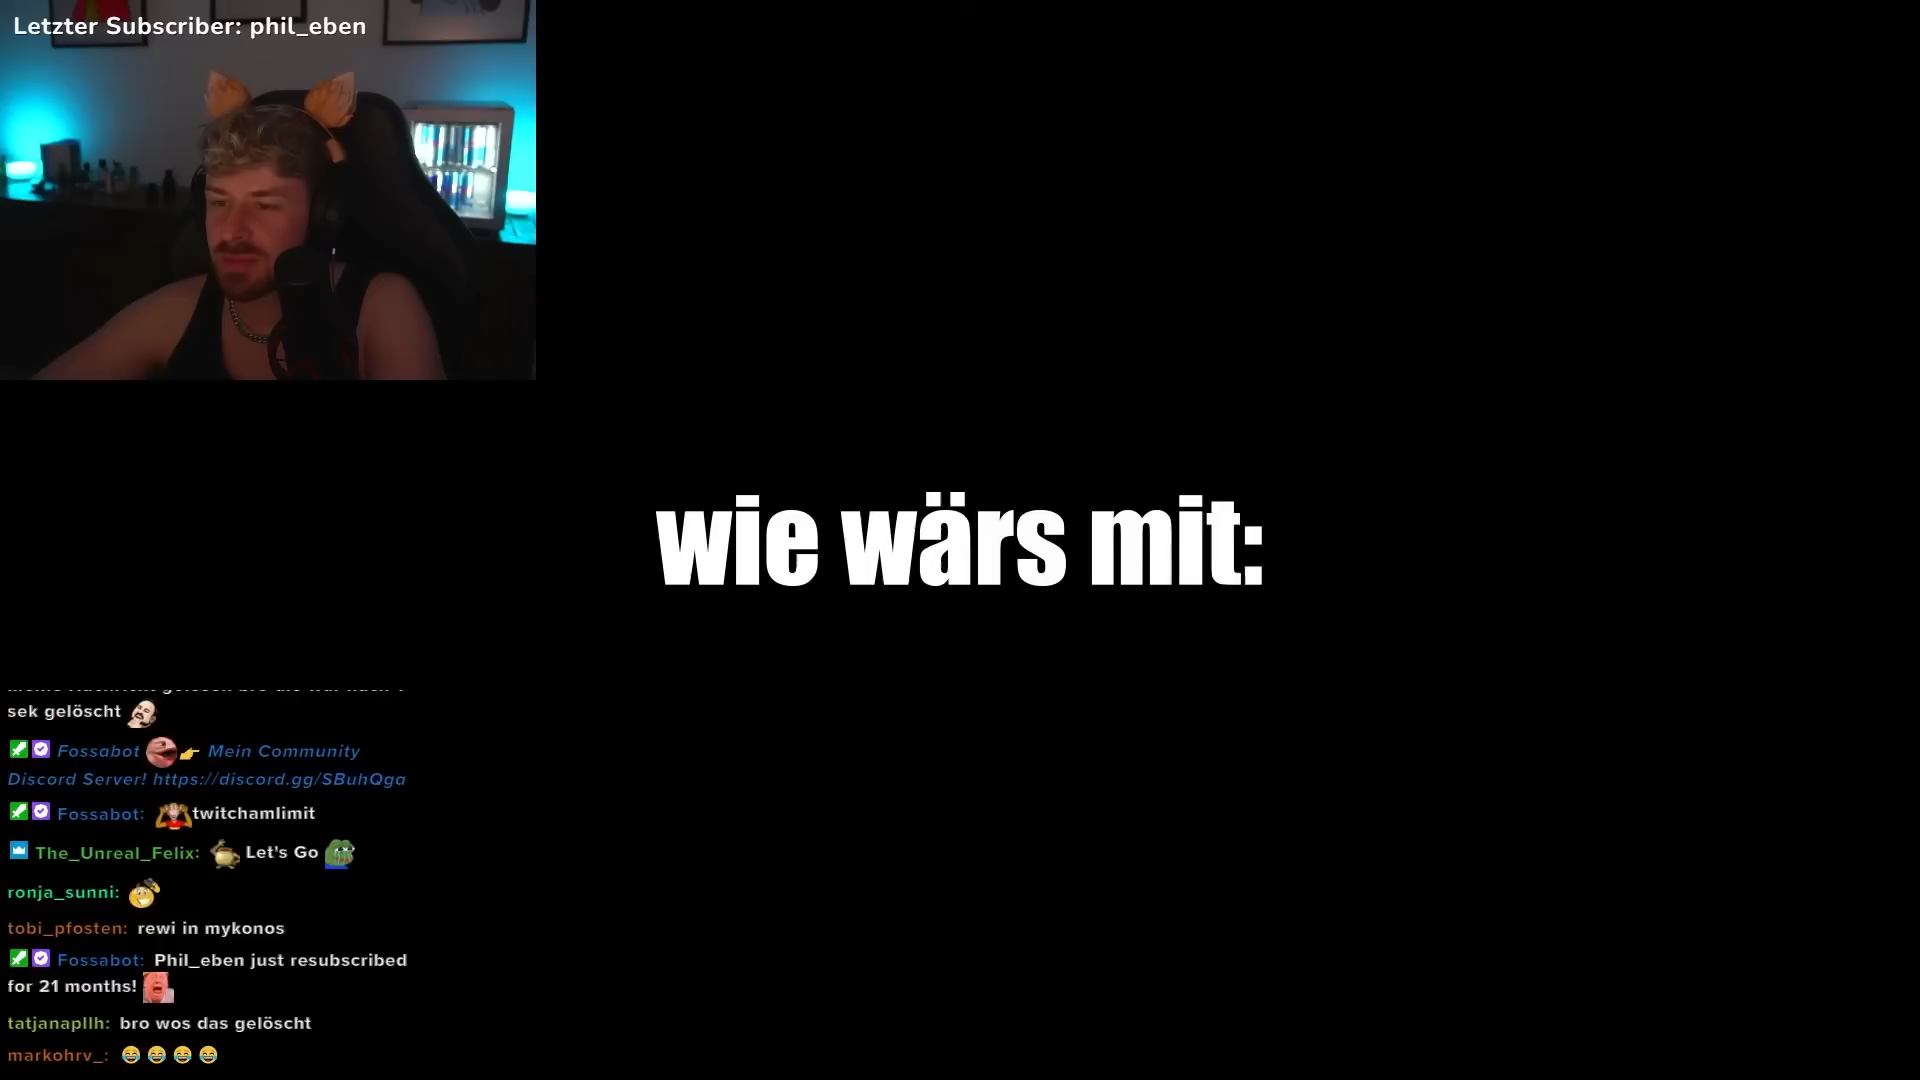 Letzter Subscriber: phil_eben
wie wärs mit:
sek gelöscht
Fossabot Mein Community
Discord Server! https://discord.gg/SBuhQga
Fossabot: twitchamlimit
The_Unreal_Felix: Let's Go
ronja_sunni:
tobi_pfosten: rewi in mykonos
Fossabot: Phil_eben just resubscribed
for 21 months!
tatjanapllh: bro wos das gelöscht
markohrv_: